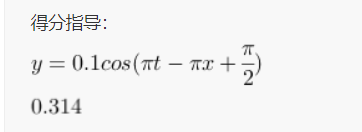 得分指导：
y = 0.1cos(πt − πx + π/2)
0.314